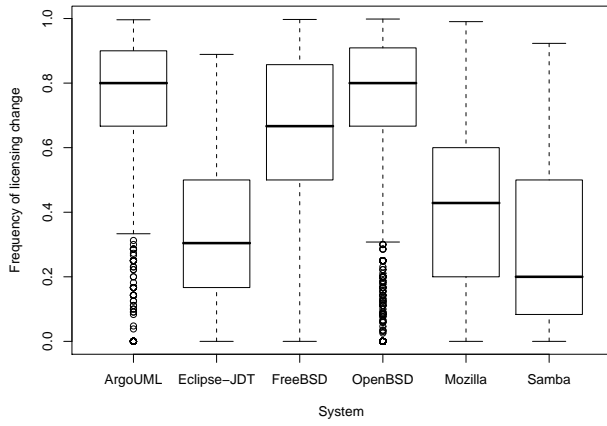 Frequency of licensing change
1.0
0.8
0.6
0.4
0.2
0.0
ArgoUML Eclipse−JDT FreeBSD OpenBSD Mozilla Samba
System